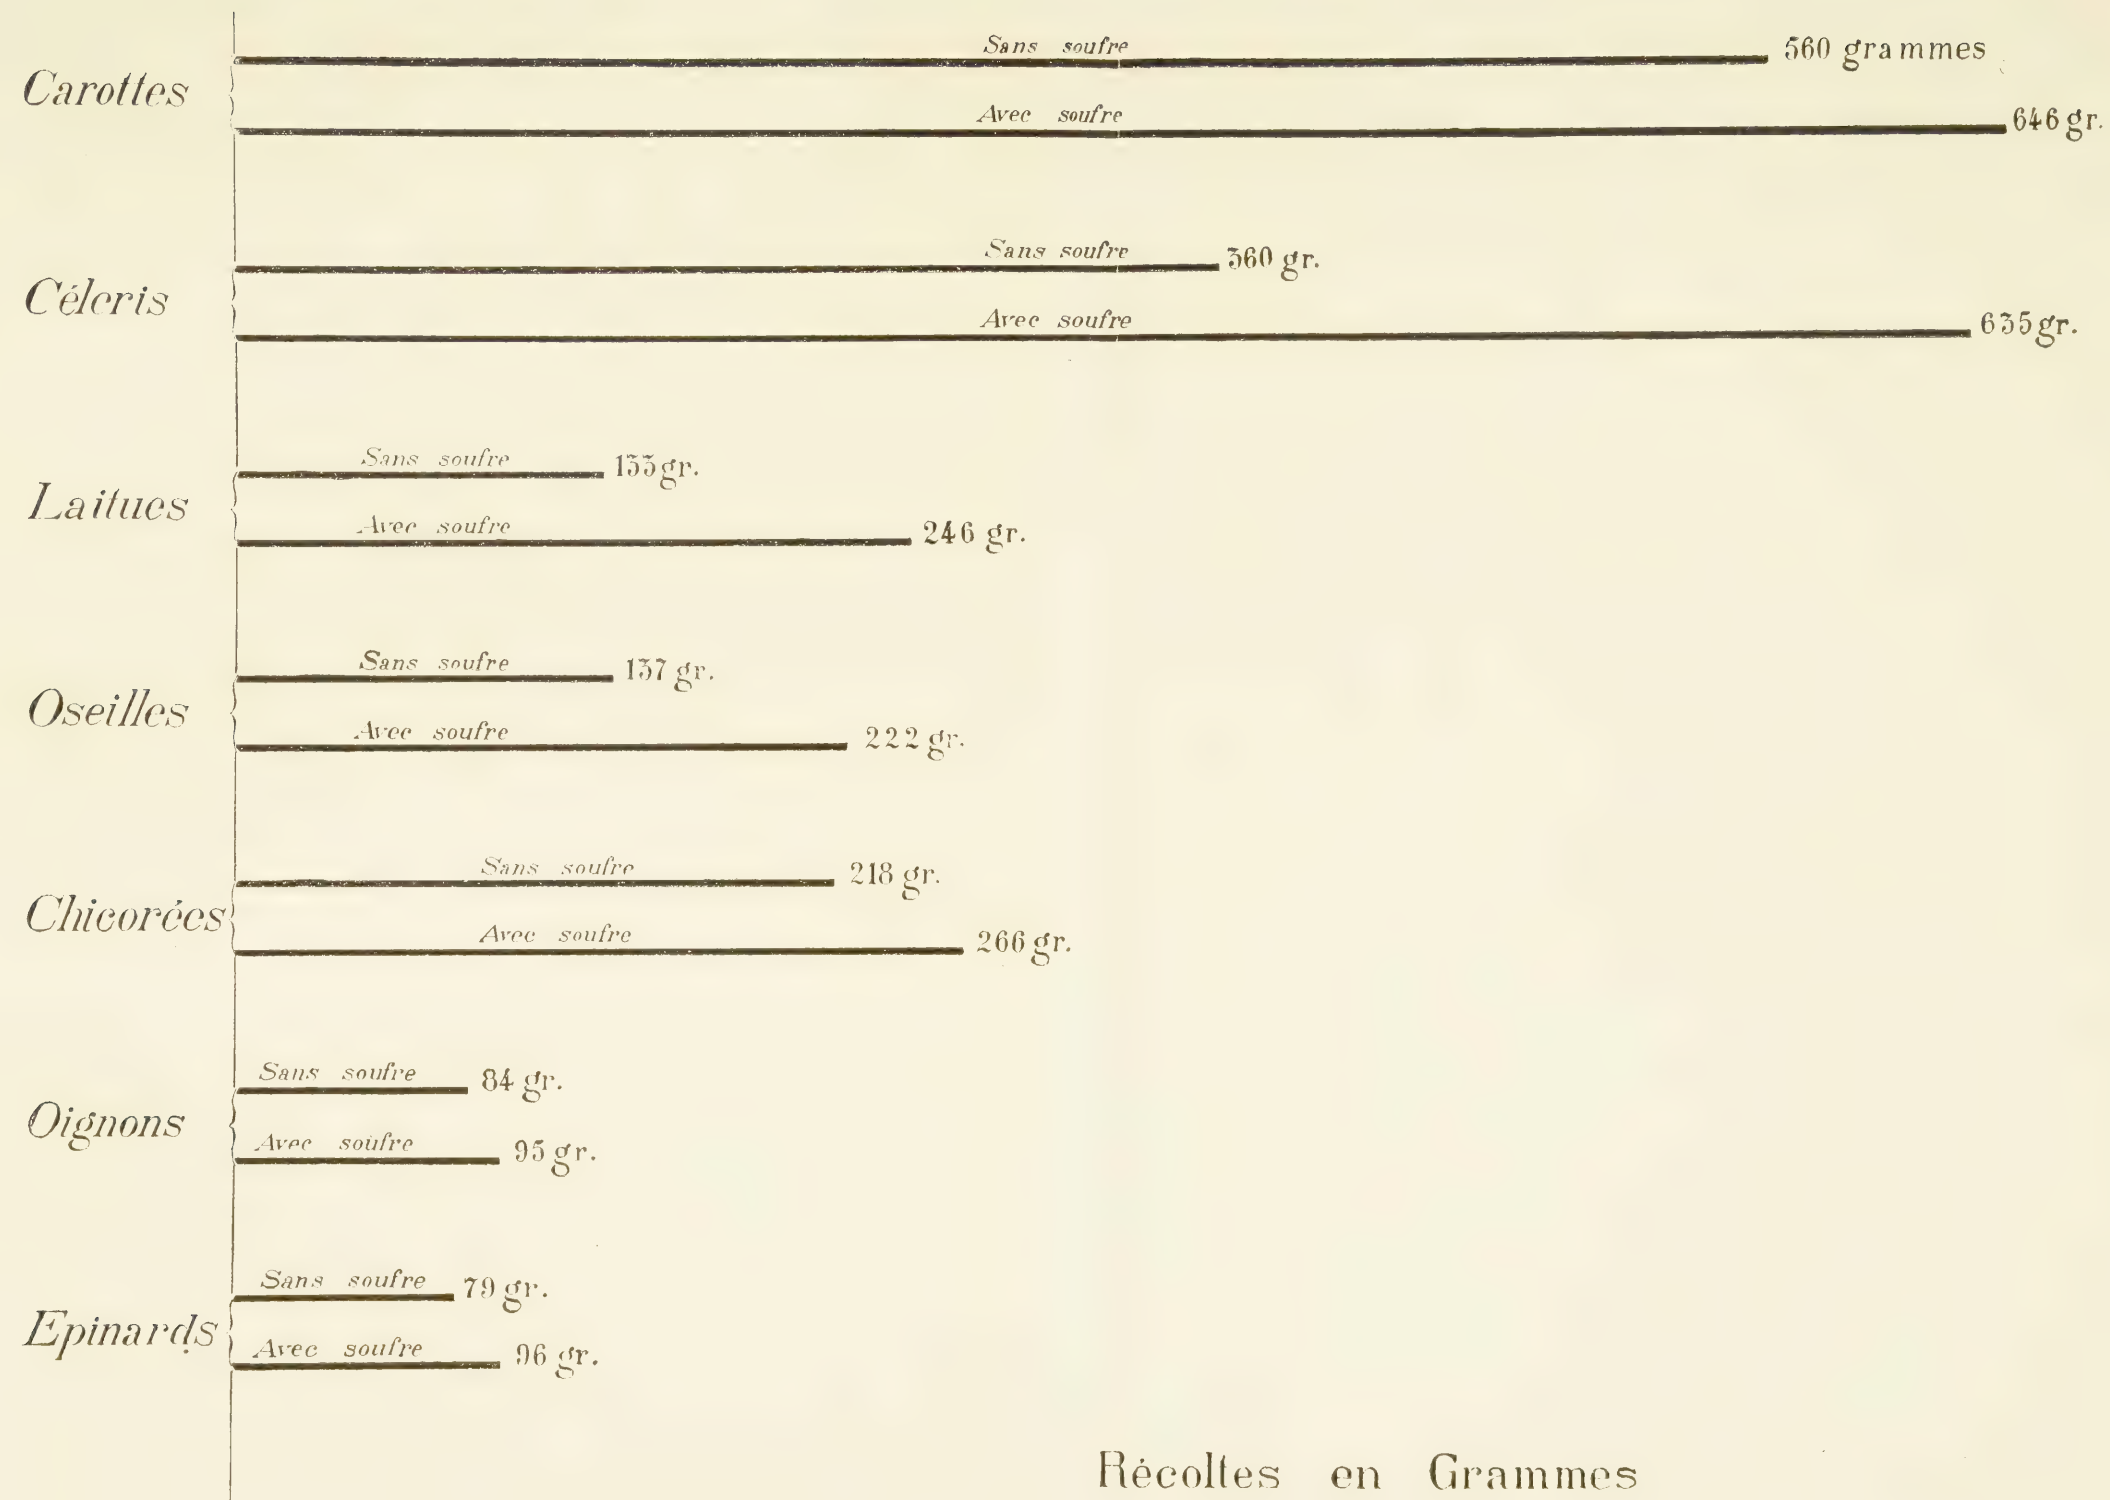 Carottes
Sans soufre 560 grammes
Avec soufre 646 gr.
Céleris
Sans soufre 360 gr.
Avec soufre 635 gr.
Laitues
Sans soufre 133 gr.
Avec soufre 246 gr.
Oseilles
Sans soufre 137 gr.
Avec soufre 222 gr.
Chicorées
Sans soufre 218 gr.
Avec soufre 266 gr.
Oignons
Sans soufre 84 gr.
Avec soufre 95 gr.
Epinards
Sans soufre 79 gr.
Avec soufre 96 gr.
Récoltes en Grammes